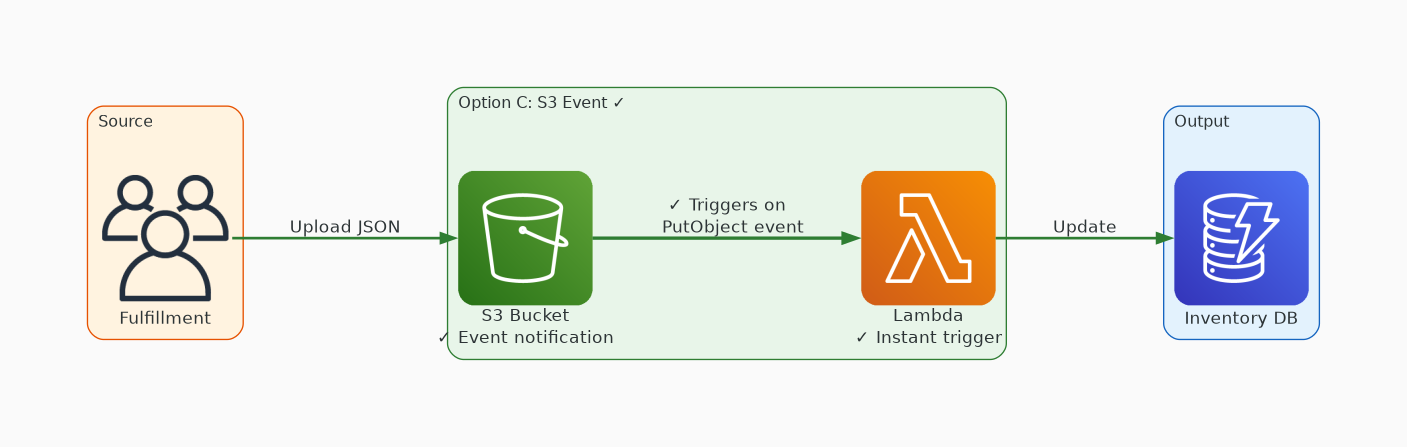 Option C: S3 Event ✓
Source
Output
✓ Triggers on
PutObject event
Upload JSON
Update
S3 Bucket
✓ Event notification
Lambda
✓ Instant trigger
Fulfillment
Inventory DB